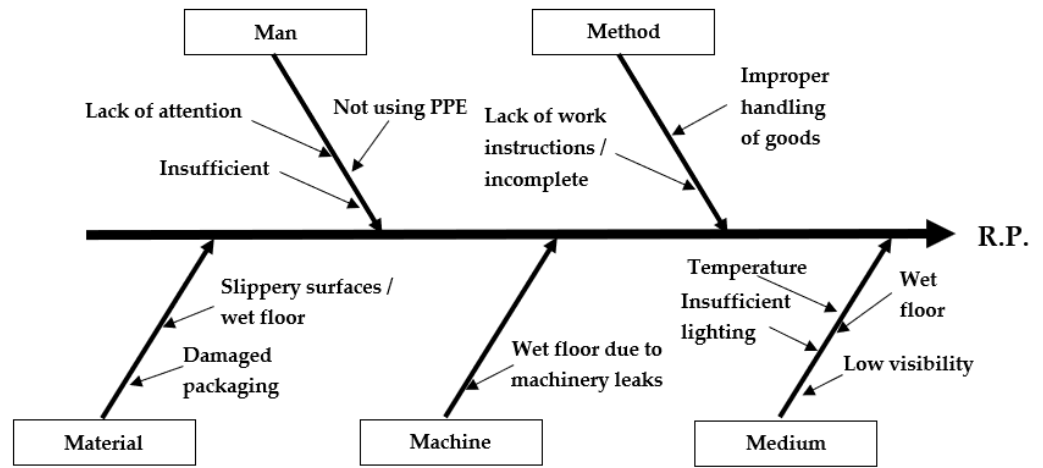 Man
Method
Lack of attention
Not using PPE
Insufficient
Lack of work
instructions /
incomplete
Improper
handling
of goods
R.P.
Slippery surfaces /
wet floor
Damaged
packaging
Wet floor due to
machinery leaks
Temperature
Insufficient
lighting
Wet
floor
Low visibility
Material
Machine
Medium